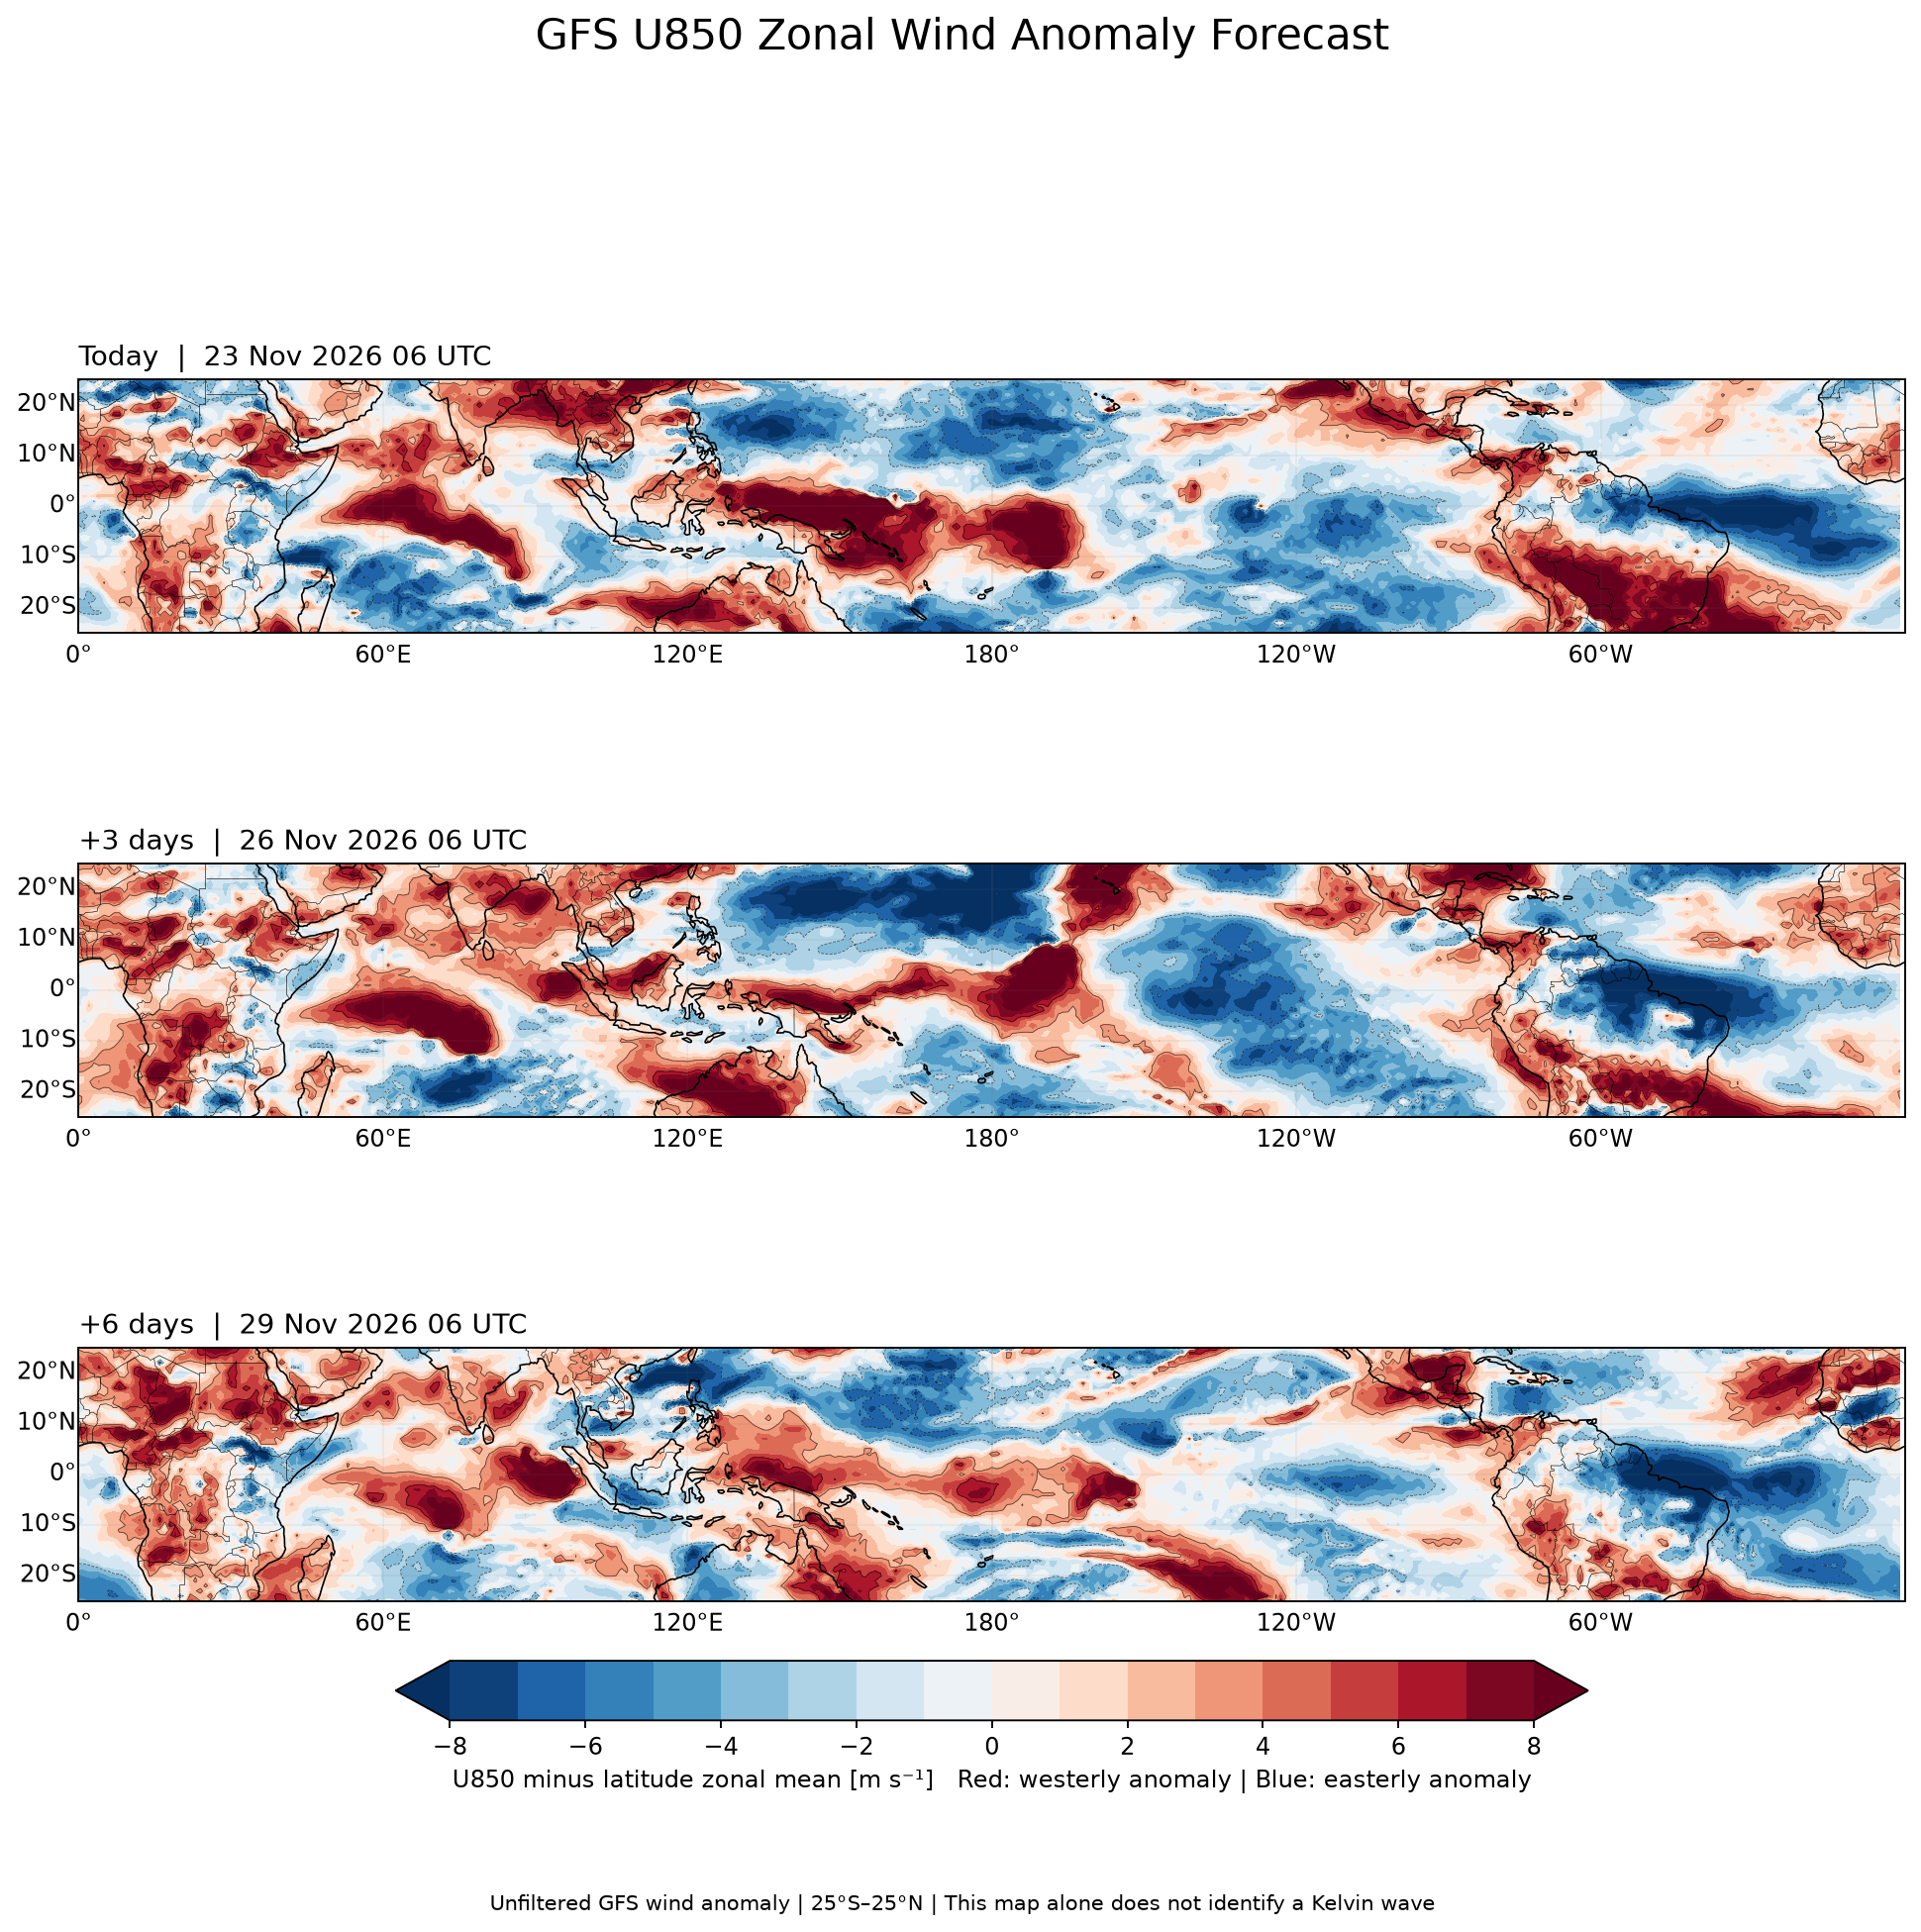 GFS U850 Zonal Wind Anomaly Forecast
Today | 23 Nov 2026 06 UTC
20°N
10°N
0°
10°S
20°S
0° 60°E 120°E 180° 120°W 60°W
+3 days | 26 Nov 2026 06 UTC
20°N
10°N
0°
10°S
20°S
0° 60°E 120°E 180° 120°W 60°W
+6 days | 29 Nov 2026 06 UTC
20°N
10°N
0°
10°S
20°S
0° 60°E 120°E 180° 120°W 60°W
−8 −6 −4 −2 0 2 4 6 8
U850 minus latitude zonal mean [m s⁻¹] Red: westerly anomaly | Blue: easterly anomaly
Unfiltered GFS wind anomaly | 25°S–25°N | This map alone does not identify a Kelvin wave